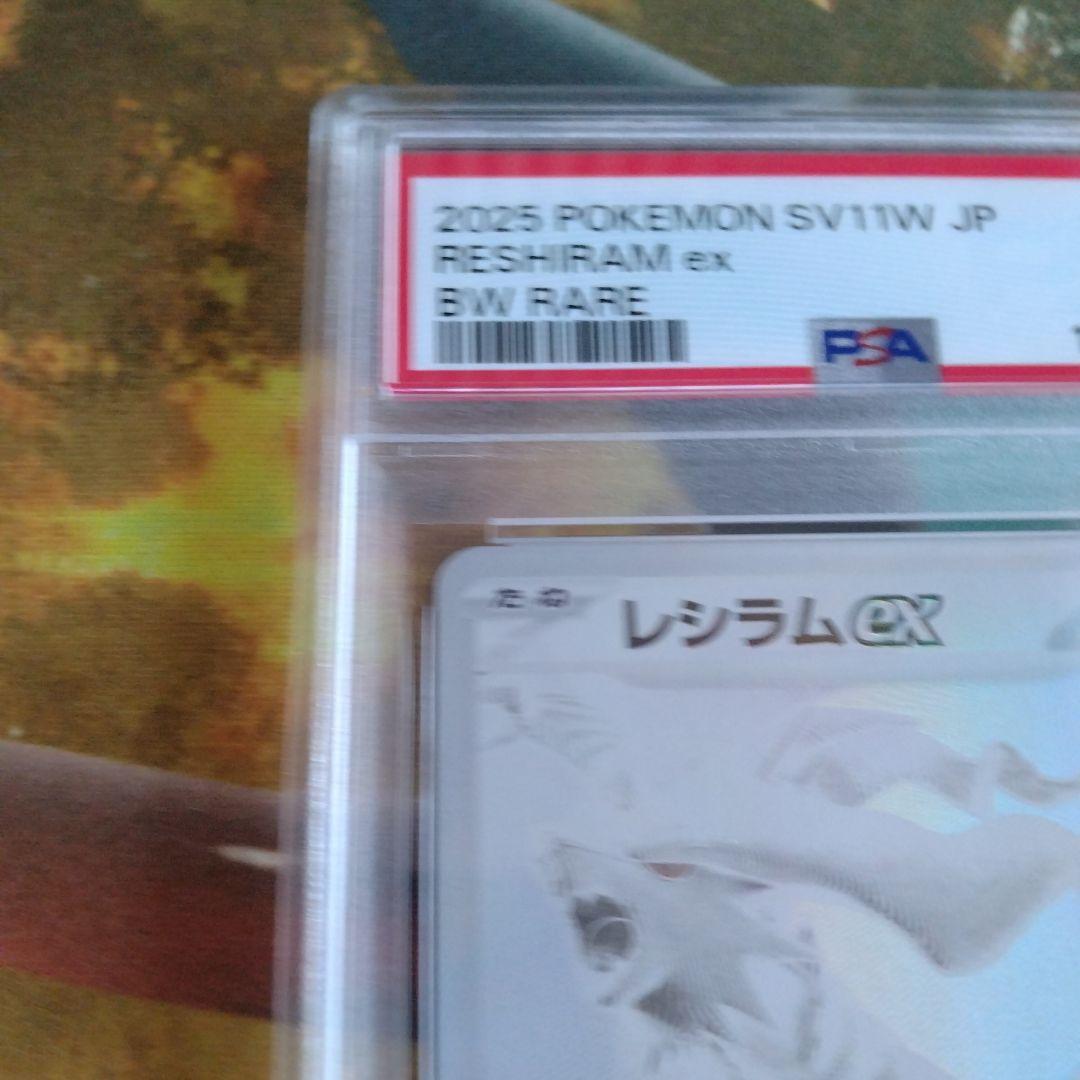 2025 POKEMON SV11W JP
RESHIRAM ex
BW RARE
PSA
たね レシラムex